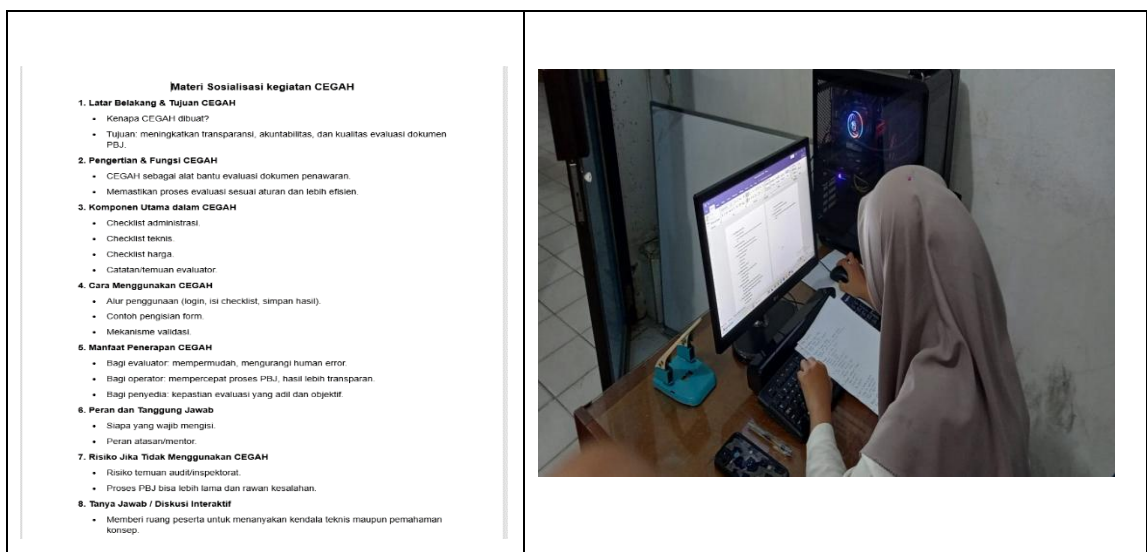 Materi Sosialisasi kegiatan CEGAH
1. Latar Belakang & Tujuan CEGAH
• Kenapa CEGAH dibuat?
• Tujuan: meningkatkan transparansi, akuntabilitas, dan kualitas evaluasi dokumen
PBJ.
2. Pengertian & Fungsi CEGAH
• CEGAH sebagai alat bantu evaluasi dokumen penawaran.
• Memastikan proses evaluasi sesuai aturan dan lebih efisien.
3. Komponen Utama dalam CEGAH
• Checklist administrasi.
• Checklist teknis.
• Checklist harga.
• Catatan/temuan evaluator.
4. Cara Menggunakan CEGAH
• Alur penggunaan (login, isi checklist, simpan hasil).
• Contoh pengisian form.
• Mekanisme validasi.
5. Manfaat Penerapan CEGAH
• Bagi evaluator: mempermudah, mengurangi human error.
• Bagi operator: mempercepat proses PBJ, hasil lebih transparan.
• Bagi penyedia: kepastian evaluasi yang adil dan objektif.
6. Peran dan Tanggung Jawab
• Siapa yang wajib mengisi.
• Peran atasan/mentor.
7. Risiko Jika Tidak Menggunakan CEGAH
• Risiko temuan audit/inspektorat.
• Proses PBJ bisa lebih lama dan rawan kesalahan.
8. Tanya Jawab / Diskusi Interaktif
• Memberi ruang peserta untuk menanyakan kendala teknis maupun pemahaman
konsep.